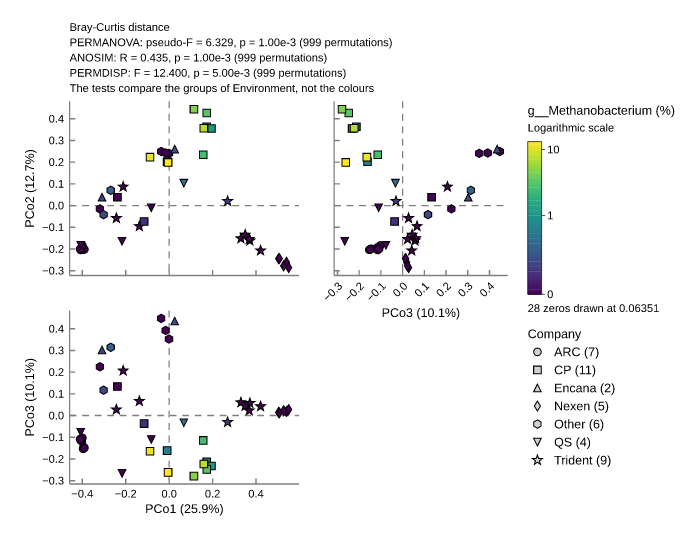 Bray-Curtis distance
PERMANOVA: pseudo-F = 6.329, p = 1.00e-3 (999 permutations)
ANOSIM: R = 0.435, p = 1.00e-3 (999 permutations)
PERMDISP: F = 12.400, p = 5.00e-3 (999 permutations)
The tests compare the groups of Environment, not the colours
0.4
0.3
0.2
0.1
0.0
−0.1
−0.2
−0.3
PCo2 (12.7%)
−0.3
−0.2
−0.1
0.0
0.1
0.2
0.3
0.4
PCo3 (10.1%)
g__Methanobacterium (%)
Logarithmic scale
10
1
0
28 zeros drawn at 0.06351
Company
ARC (7)
CP (11)
Encana (2)
Nexen (5)
Other (6)
QS (4)
Trident (9)
0.4
0.3
0.2
0.1
0.0
−0.1
−0.2
−0.3
PCo3 (10.1%)
−0.4
−0.2
0.0
0.2
0.4
PCo1 (25.9%)